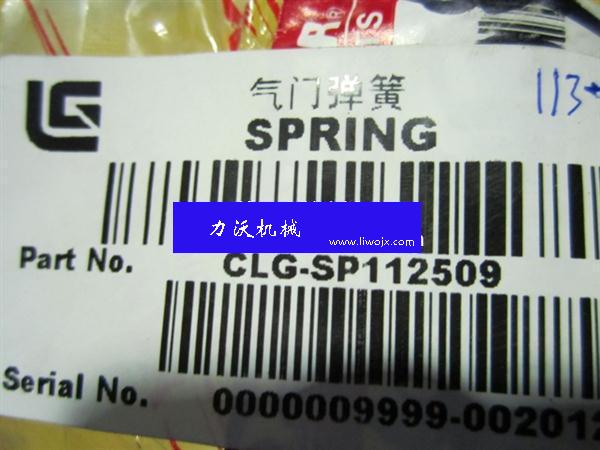 气门弹簧
113
SPRING
力沃机械
www.liwojx.com
Part No. CLG-SP112509
Serial No. 0000009999-002012